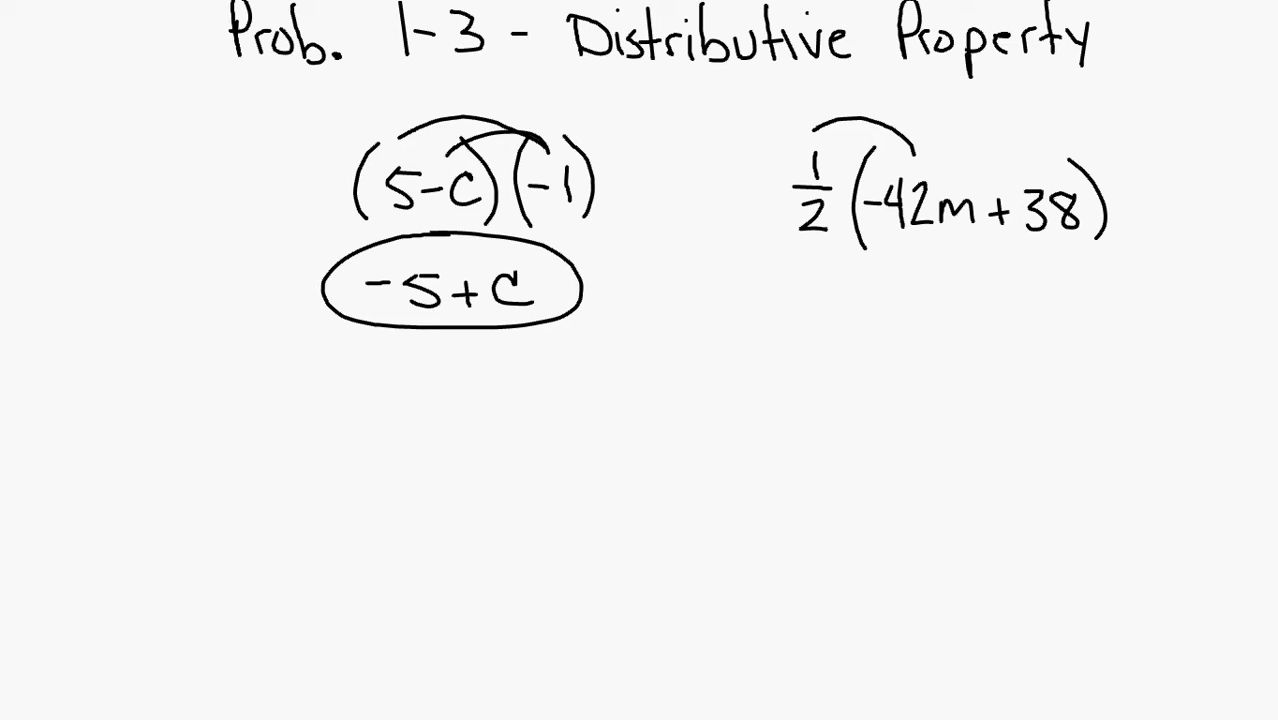 Prob. 1-3 - Distributive Property
(5-c)(-1)
-5+c
1/2(-42m+38)